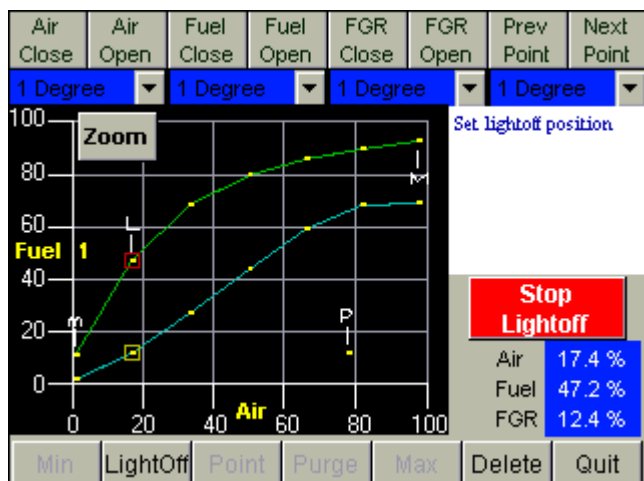 Air Close Air Open Fuel Close Fuel Open FGR Close FGR Open Prev Point Next Point
1 Degree 1 Degree 1 Degree 1 Degree
Set lightoff position
Zoom
100
80
60
40
20
0
Fuel 1
L
M
P
0 20 40 60 80 100
Air
Stop
Lightoff
Air 17.4 %
Fuel 47.2 %
FGR 12.4 %
Min LightOff Point Purge Max Delete Quit